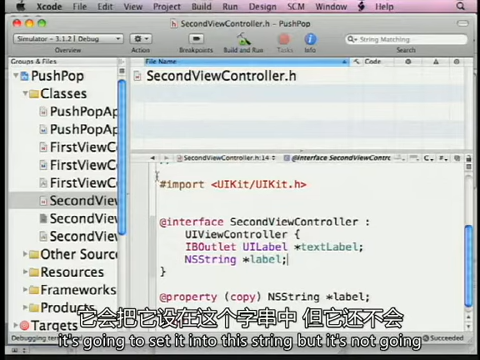 Xcode File Edit View Project Build Run Design SCM Window Help
SecondViewController.h - PushPop
Simulator - 3.1.2 | Debug
Overview Action Breakpoints Build and Run Tasks Info Search
String Matching
Groups & Files
File Name
Code
PushPop
SecondViewController.h
Classes
PushPopAp
PushPopA
FirstViewC
FirstViewC
FirstViewC
SecondView
SecondView
SecondView
Other Source
Resources
Frameworks
Products
Targets
SecondViewController.h:14
@interface SecondViewContro
#import <UIKit/UIKit.h>
@interface SecondViewController :
UIViewController {
IBOutlet UILabel *textLabel;
NSString *label;
}
@property (copy) NSString *label;
Debugging ter
Succeeded
它会把它设在这个字串中 但它还不会
it's going to set it into this string but it's not going